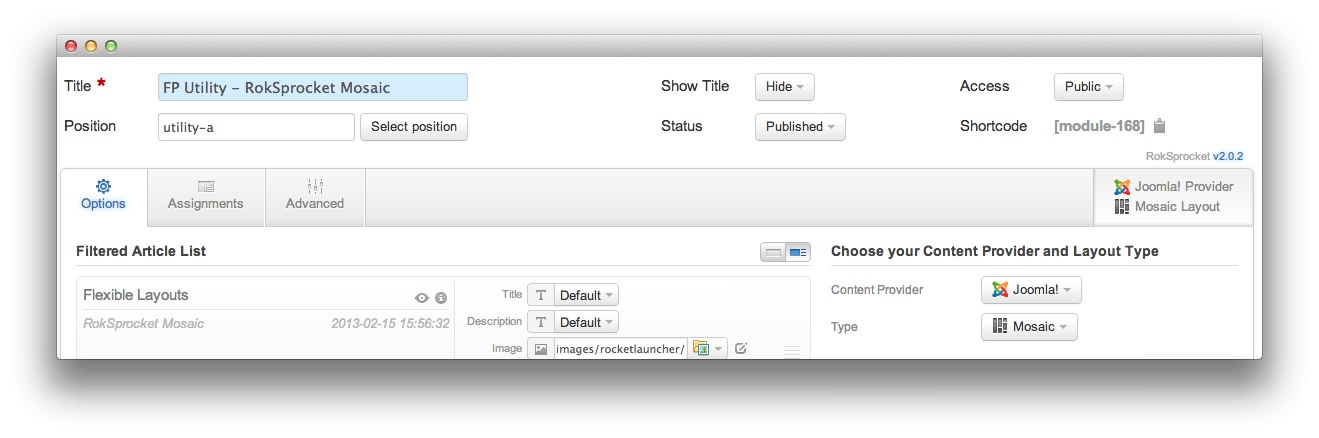 Title * FP Utility – RokSprocket Mosaic Show Title Hide Access Public
Position utility-a Select position Status Published Shortcode [module-168]
RokSprocket v2.0.2
Options Assignments Advanced Joomla! Provider
Mosaic Layout
Filtered Article List Choose your Content Provider and Layout Type
Flexible Layouts Title T Default Content Provider Joomla!
RokSprocket Mosaic 2013-02-15 15:56:32 Description T Default Type Mosaic
Image images/rocketlauncher/